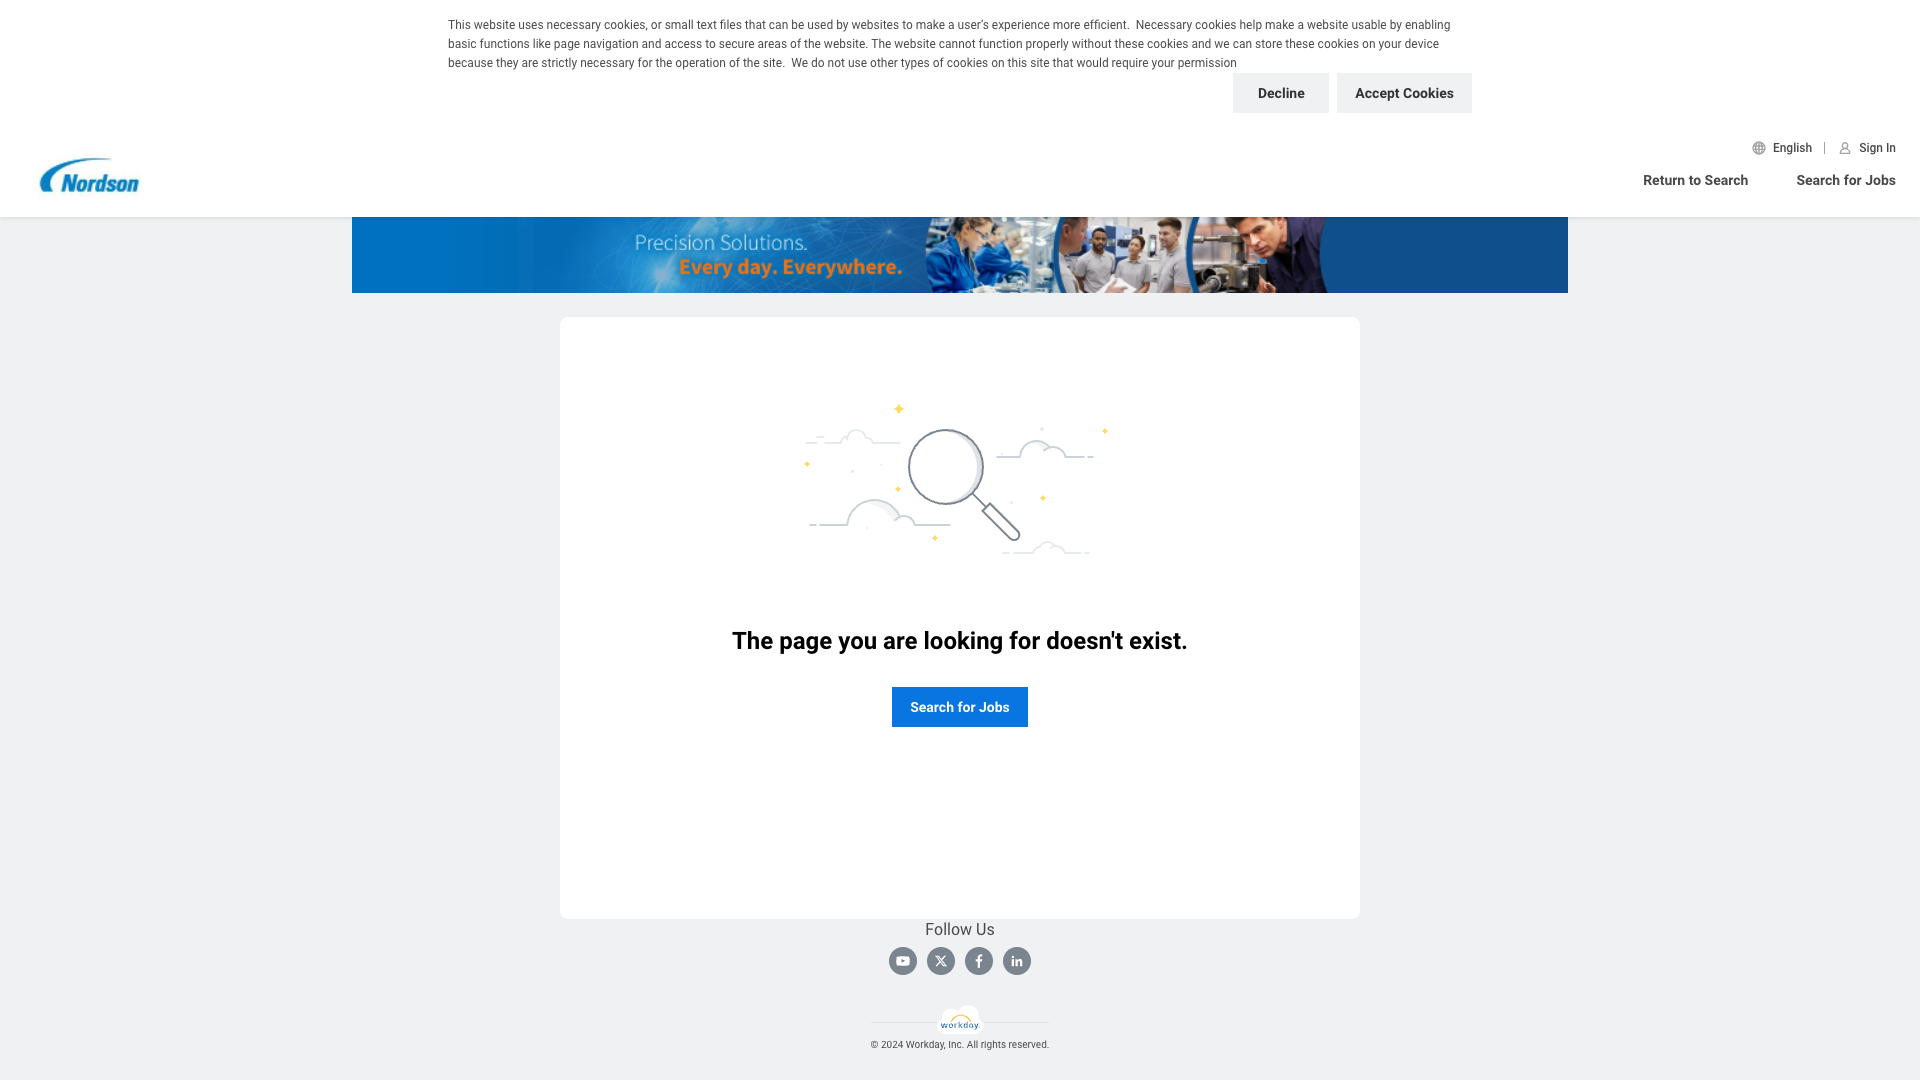 This website uses necessary cookies, or small text files that can be used by websites to make a user’s experience more efficient.  Necessary cookies help make a website usable by enabling
basic functions like page navigation and access to secure areas of the website. The website cannot function properly without these cookies and we can store these cookies on your device
because they are strictly necessary for the operation of the site.  We do not use other types of cookies on this site that would require your permission
Decline
Accept Cookies
English
Sign In
Nordson
Return to Search
Search for Jobs
Precision Solutions.
Every day. Everywhere.
The page you are looking for doesn't exist.
Search for Jobs
Follow Us
workday.
© 2024 Workday, Inc. All rights reserved.